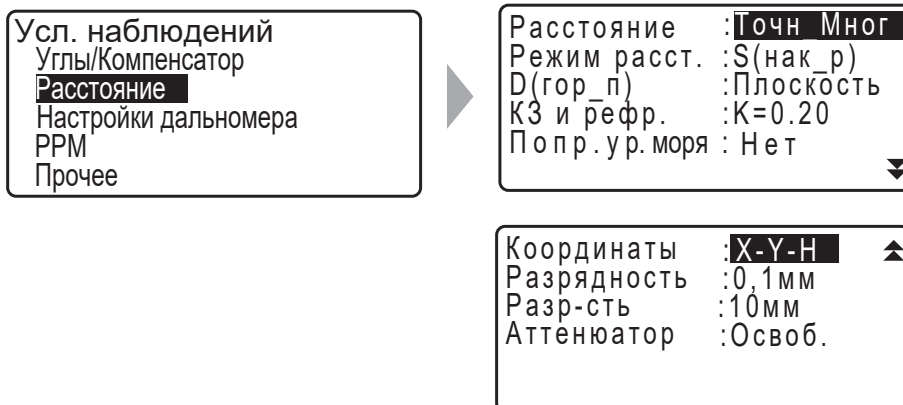 Усл. наблюдений
Углы/Компенсатор
Расстояние
Настройки дальномера
PPM
Прочее
Расстояние :Точн_Мног
Режим расст. :S(нак_р)
D(гор_п) :Плоскость
КЗ и рефр. :K=0.20
Попр.ур.моря : Нет
Координаты :X-Y-H
Разрядность :0,1мм
Разр-сть :10мм
Аттенюатор :Освоб.